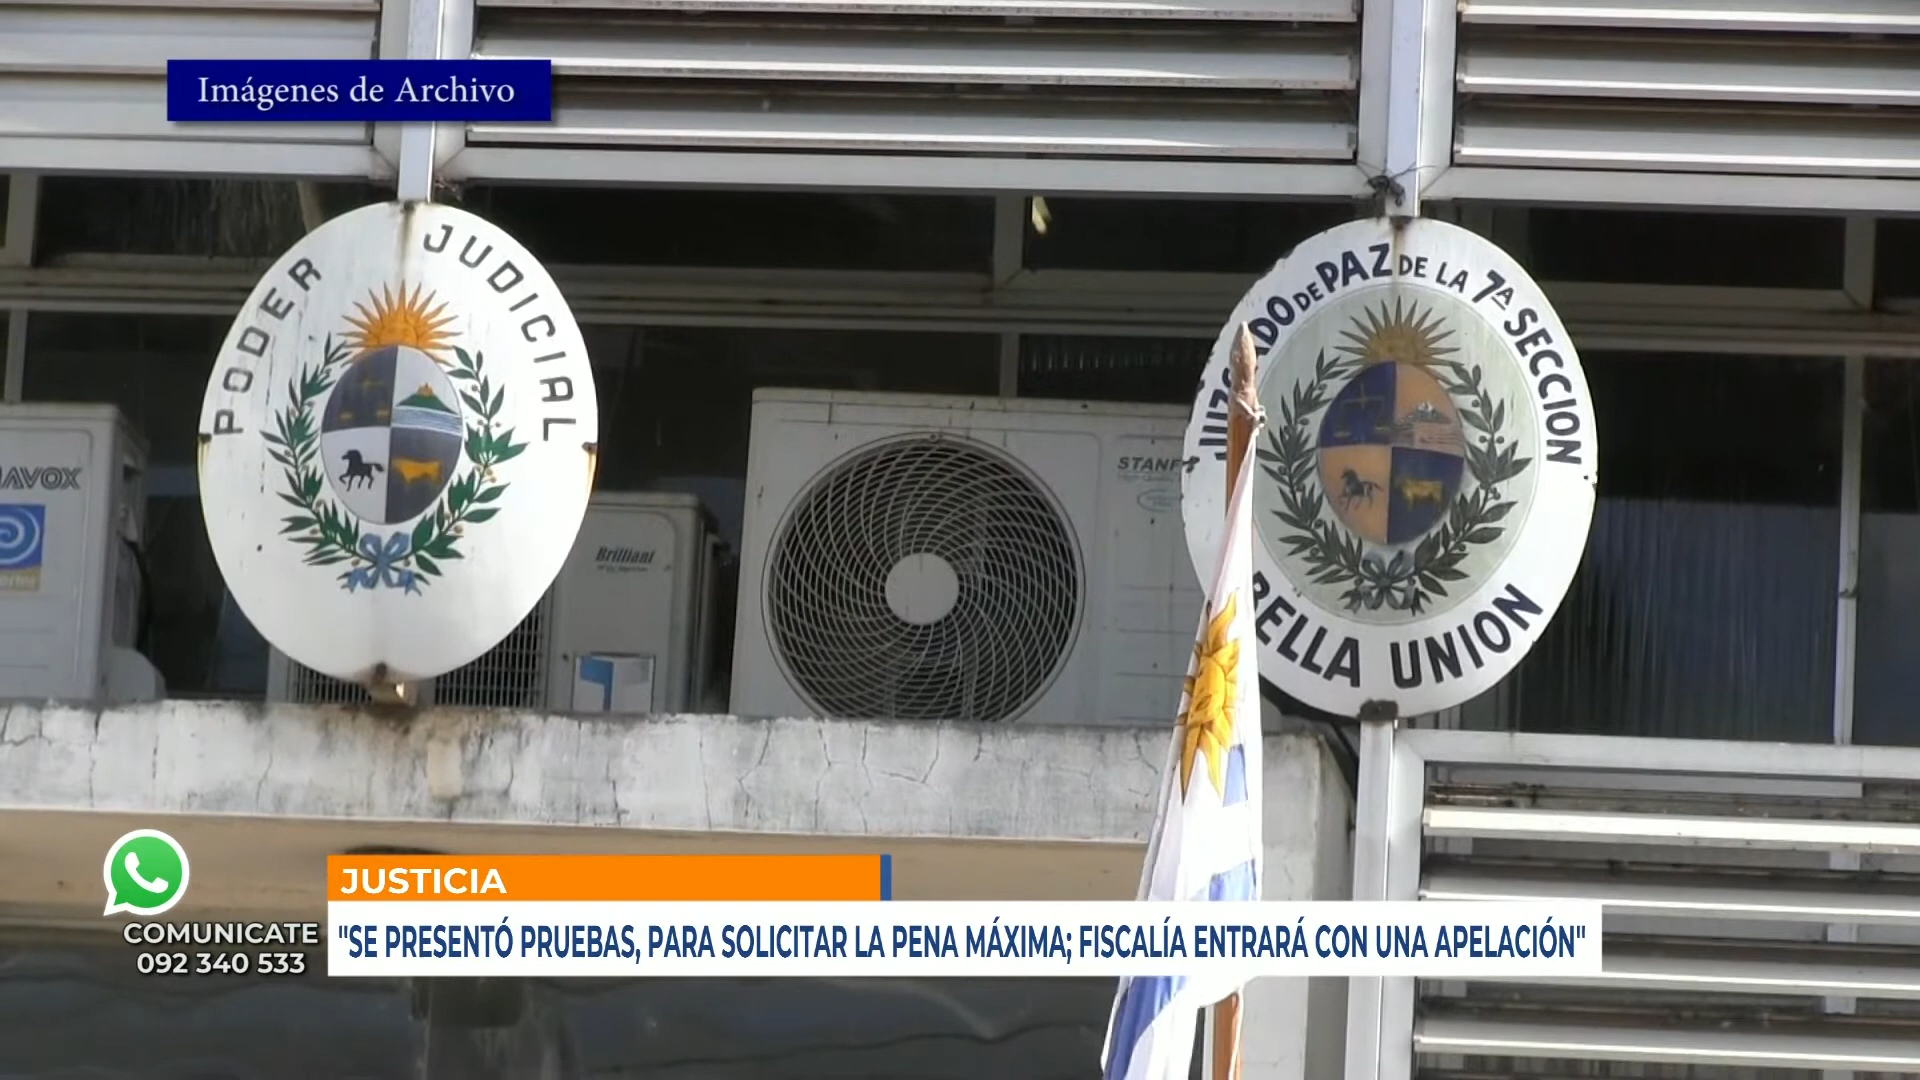 Imágenes de Archivo
PODER JUDICIAL
DE PAZ DE LA 7ª SECCION
BELLA UNION
Brilliant
JUSTICIA
"SE PRESENTÓ PRUEBAS, PARA SOLICITAR LA PENA MÁXIMA; FISCALÍA ENTRARÁ CON UNA APELACIÓN"
COMUNICATE
092 340 533